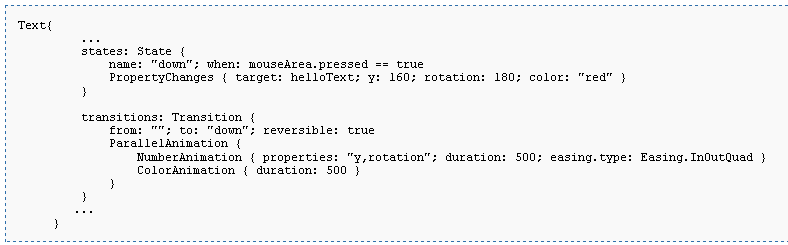 Text{
...
states: State {
name: "down"; when: mouseArea.pressed == true
PropertyChanges { target: helloText; y: 160; rotation: 180; color: "red" }
}
transitions: Transition {
from: ""; to: "down"; reversible: true
ParallelAnimation {
NumberAnimation { properties: "y,rotation"; duration: 500; easing.type: Easing.InOutQuad }
ColorAnimation { duration: 500 }
}
}
...
}